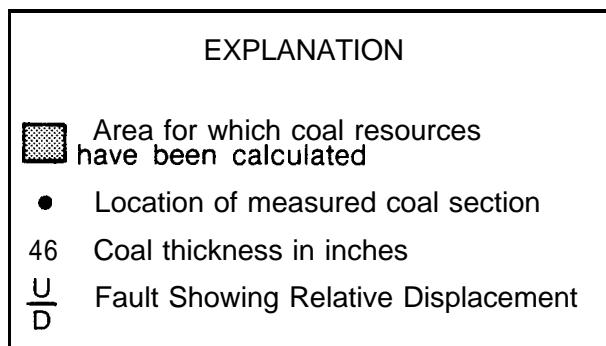 EXPLANATION
Area for which coal resources
have been calculated
Location of measured coal section
46 Coal thickness in inches
U
D Fault Showing Relative Displacement